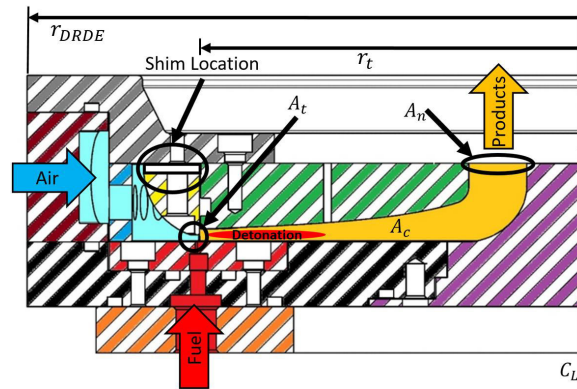 r_DRDE
r_t
Shim Location
A_t
A_n
Products
Air
A_c
Detonation
Fuel
C_L